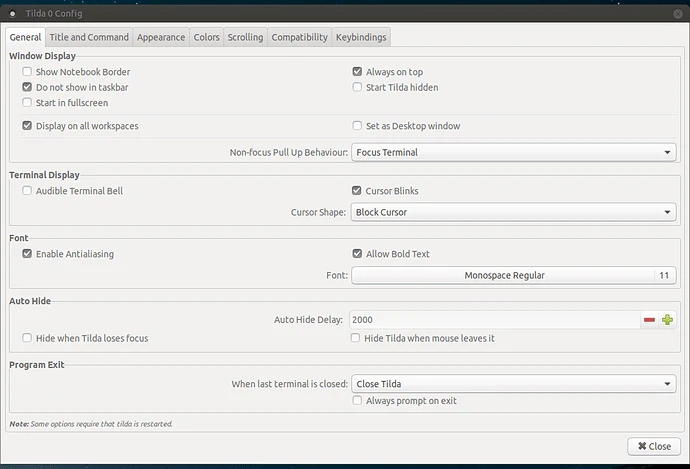 Tilda 0 Config
General Title and Command Appearance Colors Scrolling Compatibility Keybindings
Window Display
Show Notebook Border Always on top
Do not show in taskbar Start Tilda hidden
Start in fullscreen
Display on all workspaces Set as Desktop window
Non-focus Pull Up Behaviour: Focus Terminal
Terminal Display
Audible Terminal Bell Cursor Blinks
Cursor Shape: Block Cursor
Font
Enable Antialiasing Allow Bold Text
Font: Monospace Regular 11
Auto Hide
Auto Hide Delay: 2000
Hide when Tilda loses focus Hide Tilda when mouse leaves it
Program Exit
When last terminal is closed: Close Tilda
Always prompt on exit
Note: Some options require that tilda is restarted.
Close